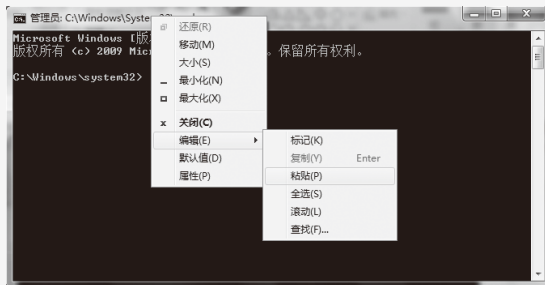 管理员: C:\Windows\Syste
Microsoft Windows [版
版权所有 (c) 2009 Mic
。保留所有权利。
C:\Windows\system32>
还原(R)
移动(M)
大小(S)
最小化(N)
最大化(X)
关闭(C)
编辑(E)
默认值(D)
属性(P)
标记(K)
复制(Y) Enter
粘贴(P)
全选(S)
滚动(L)
查找(F)...